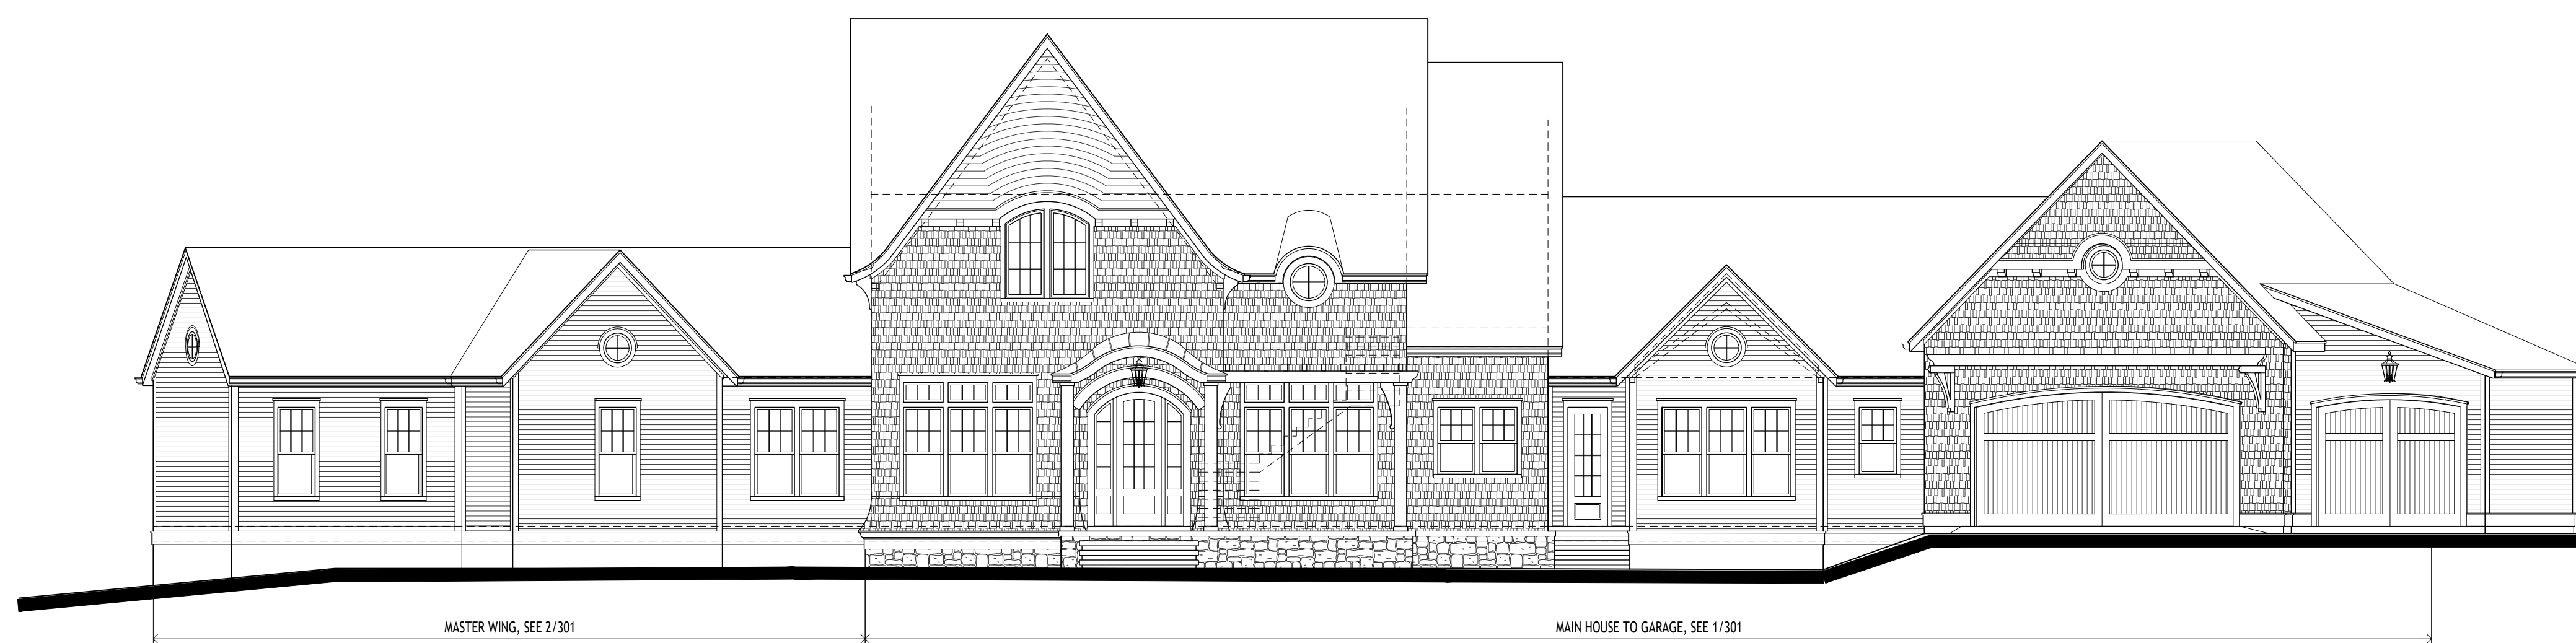 MASTER WING, SEE 2/301
MAIN HOUSE TO GARAGE, SEE 1/301